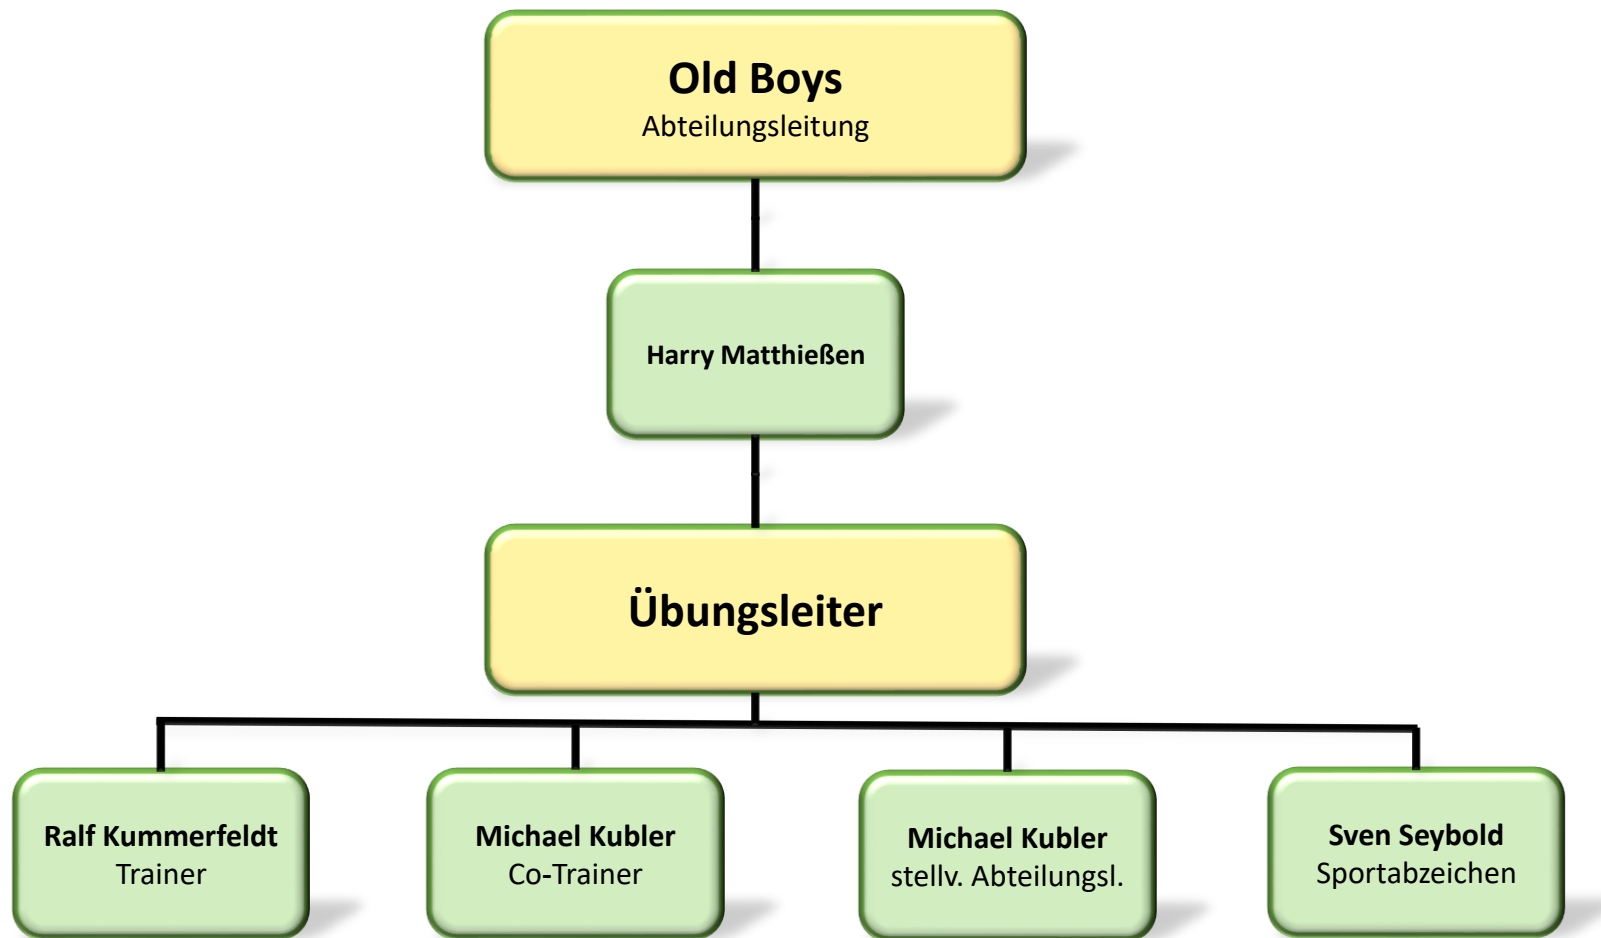 Old Boys
Abteilungsleitung
Harry Matthießen
Übungsleiter
Ralf Kummerfeldt
Trainer
Michael Kubler
Co-Trainer
Michael Kubler
stellv. Abteilungsl.
Sven Seybold
Sportabzeichen